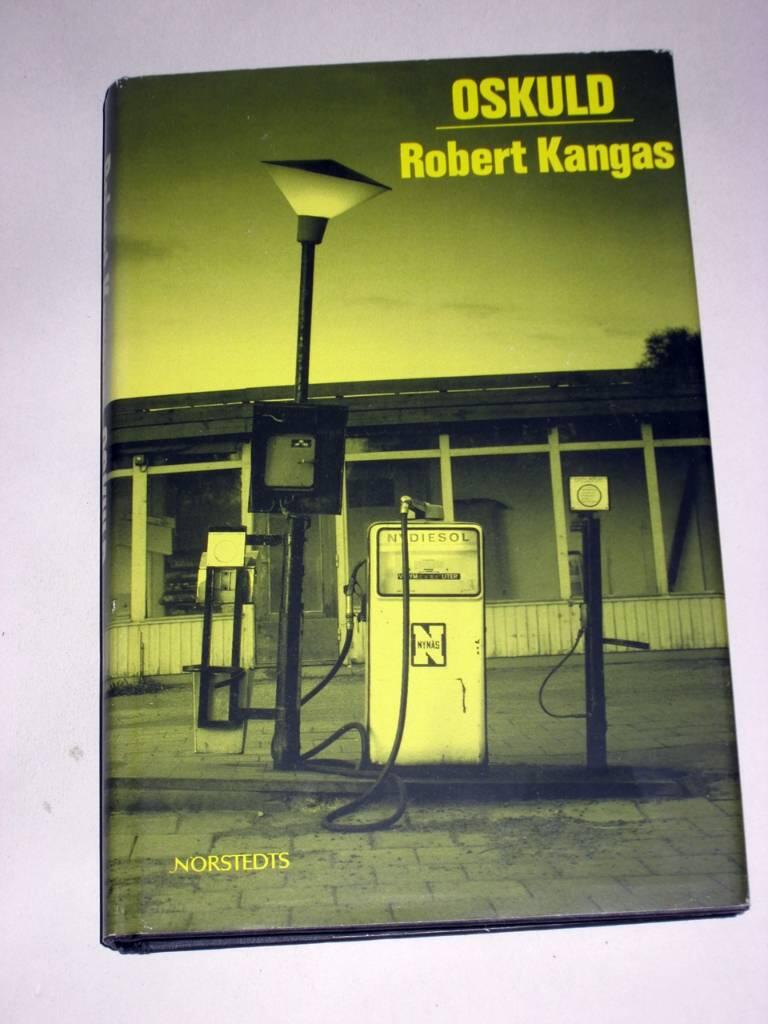 OSKULD
Robert Kangas
NYDIESOL
NYNÄS
NORSTEDTS